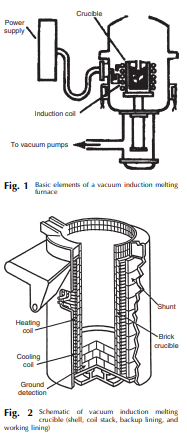 Crucible
Power
supply
Induction coil
To vacuum pumps
Fig. 1 Basic elements of a vacuum induction melting
furnace
Shunt
Heating
coil
Brick
crucible
Cooling
coil
Ground
detection
Fig. 2 Schematic of vacuum induction melting
crucible (shell, coil stack, backup lining, and
working lining)